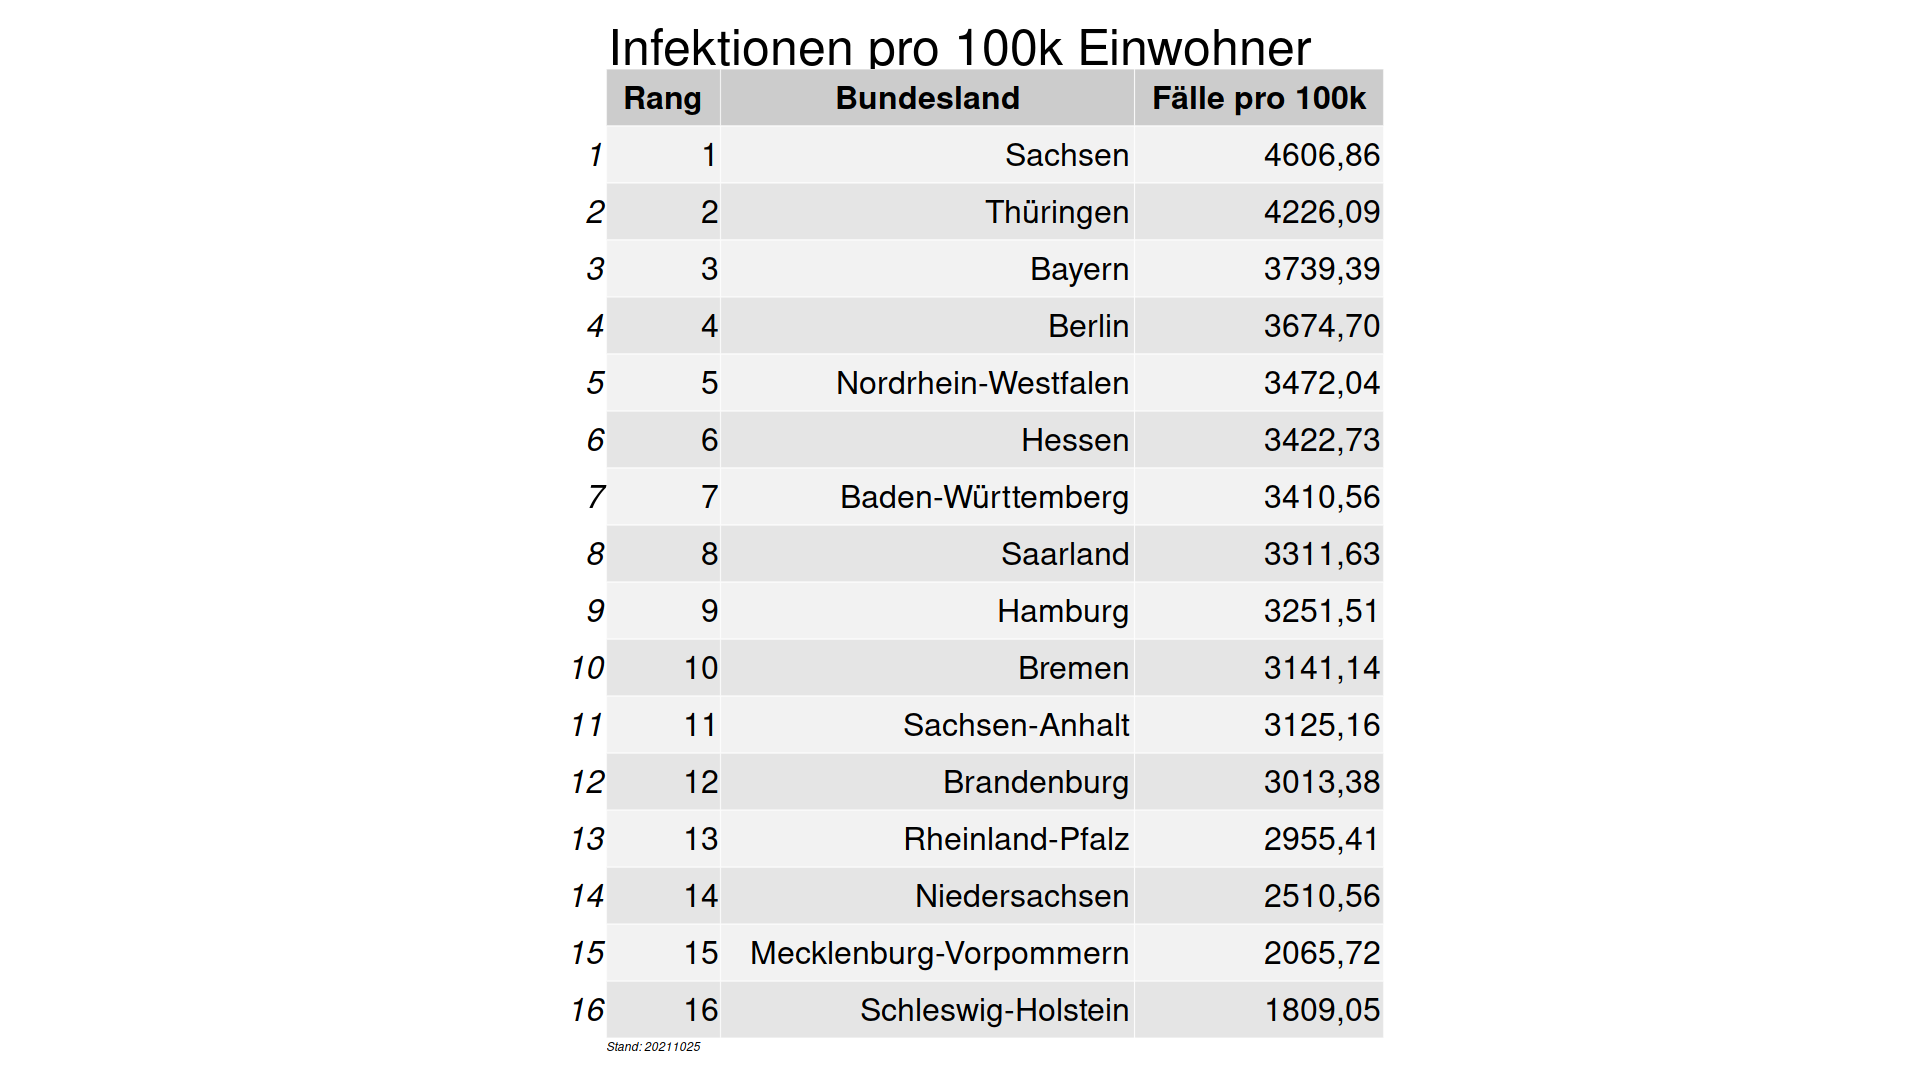 Infektionen pro 100k Einwohner
Rang Bundesland Fälle pro 100k
1 1 Sachsen 4606,86
2 2 Thüringen 4226,09
3 3 Bayern 3739,39
4 4 Berlin 3674,70
5 5 Nordrhein-Westfalen 3472,04
6 6 Hessen 3422,73
7 7 Baden-Württemberg 3410,56
8 8 Saarland 3311,63
9 9 Hamburg 3251,51
10 10 Bremen 3141,14
11 11 Sachsen-Anhalt 3125,16
12 12 Brandenburg 3013,38
13 13 Rheinland-Pfalz 2955,41
14 14 Niedersachsen 2510,56
15 15 Mecklenburg-Vorpommern 2065,72
16 16 Schleswig-Holstein 1809,05
Stand: 20211025